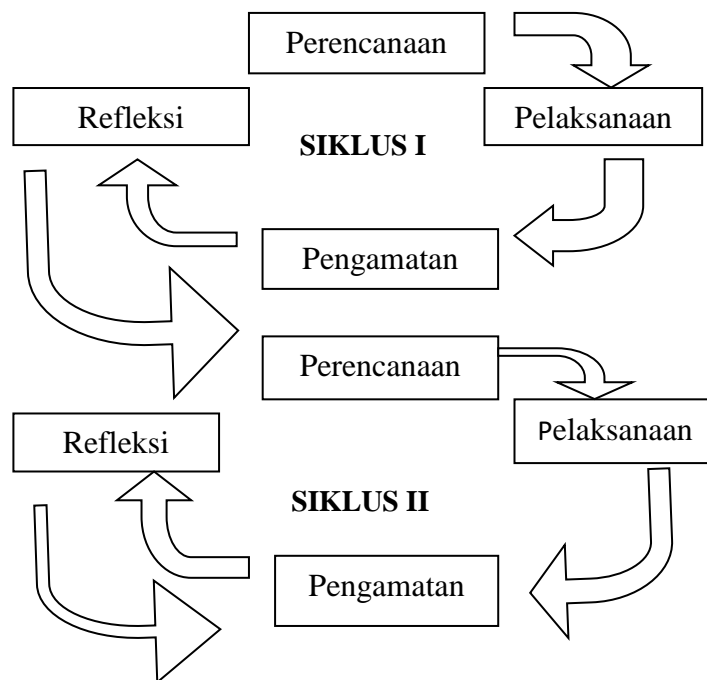 Perencanaan
Refleksi
Pelaksanaan
SIKLUS I
Pengamatan
Perencanaan
Refleksi
Pelaksanaan
SIKLUS II
Pengamatan